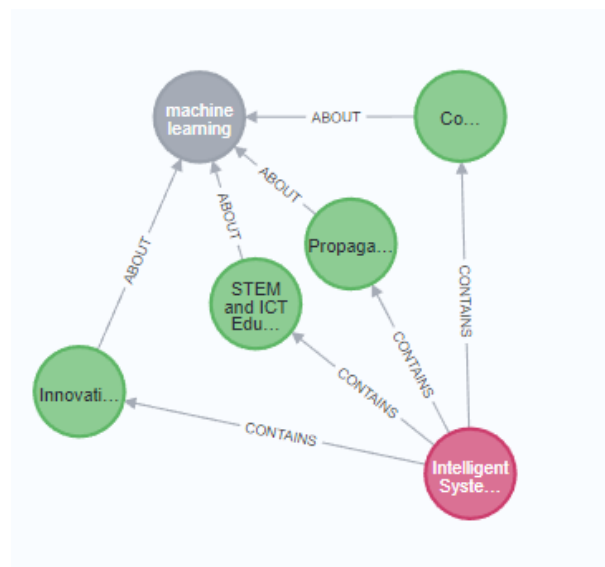 machine
learning
ABOUT
Co...
ABOUT
Propaga...
ABOUT
STEM
and ICT
Edu...
ABOUT
CONTAINS
CONTAINS
CONTAINS
Innovati...
CONTAINS
Intelligent
Syste...